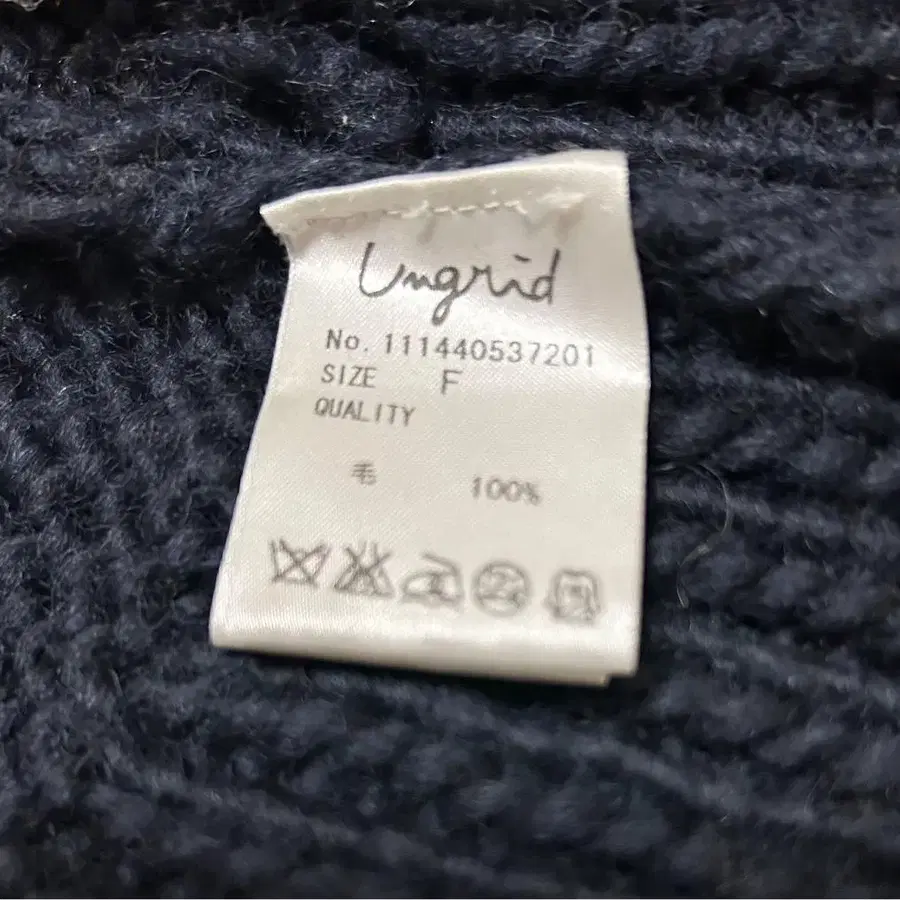 Ungrid
No. 111440537201
SIZE F
QUALITY
毛 100%